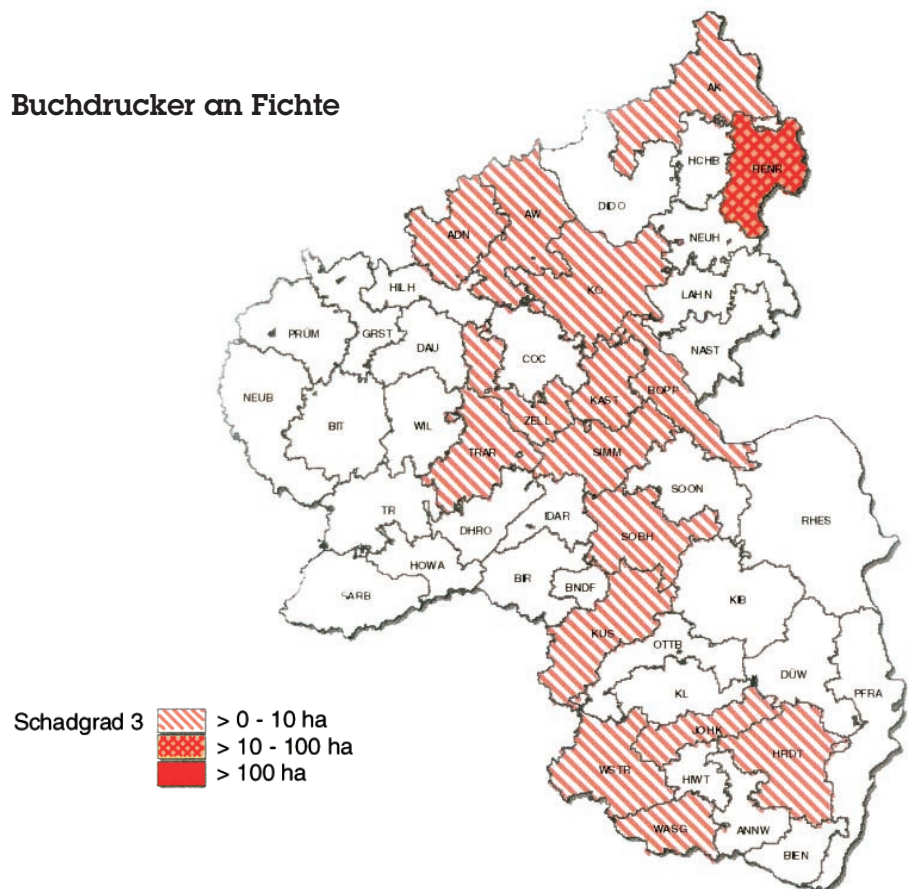 Buchdrucker an Fichte
AK
HCHB
RENR
DIDO
AW
ADN
NEUH
KO
HILH
LAHN
PRÜM
GRST
DAU
COC
NAST
BOPP
NEUB
KAST
BIT
WIL
ZELL
TRAR
SIMM
SOON
TR
IDAR
RHES
DHRO
SOBH
HOWA
BIR
BNDF
SARB
KIB
KUS
OTTB
DÜW
KL
PFRA
JOHK
HRDT
WSTR
HIWT
WASG
ANNW
BIEN
Schadgrad 3
> 0 - 10 ha
> 10 - 100 ha
> 100 ha